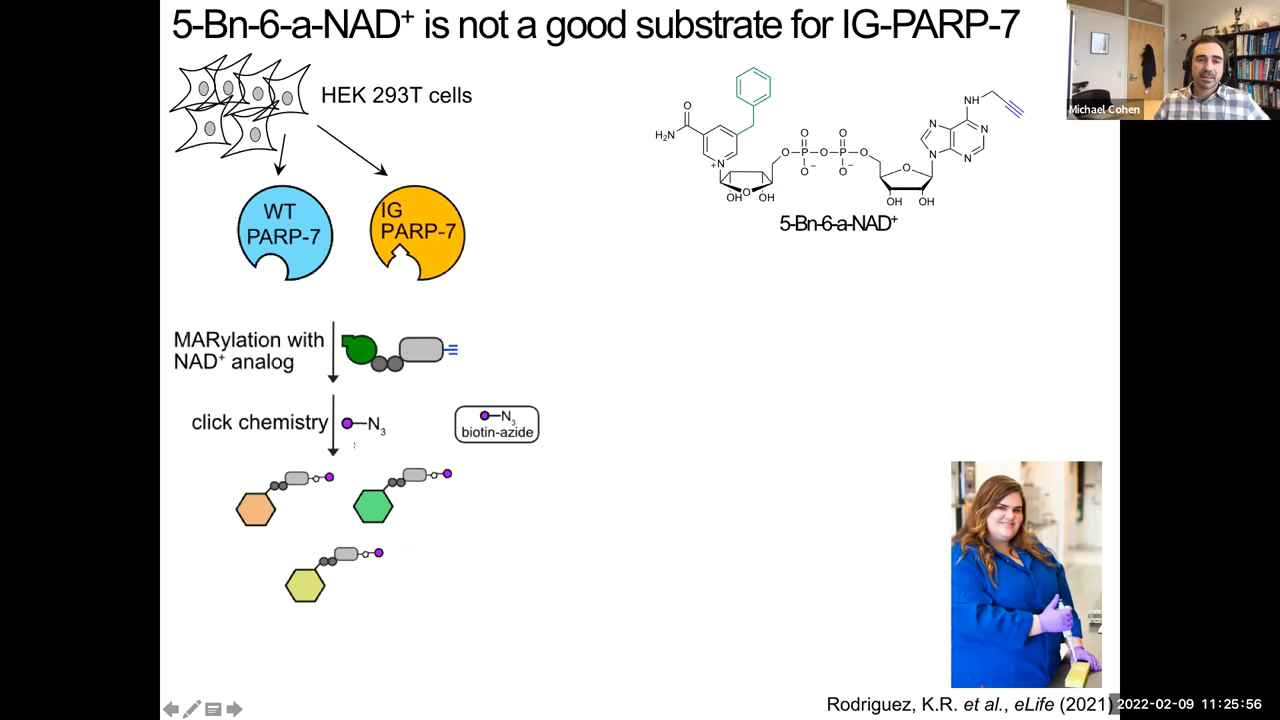 5-Bn-6-a-NAD⁺ is not a good substrate for IG-PARP-7
Michael Cohen
HEK 293T cells
WT
PARP-7
IG
PARP-7
O
H₂N
N
+
O
OH
OH
O
O
P
O⁻
O
O
P
O⁻
O
O
OH
OH
N
N
N
N
NH
5-Bn-6-a-NAD⁺
MARylation with
NAD⁺ analog
click chemistry
N₃
N₃
biotin-azide
Rodriguez, K.R. et al., eLife (2021)
2022-02-09 11:25:56